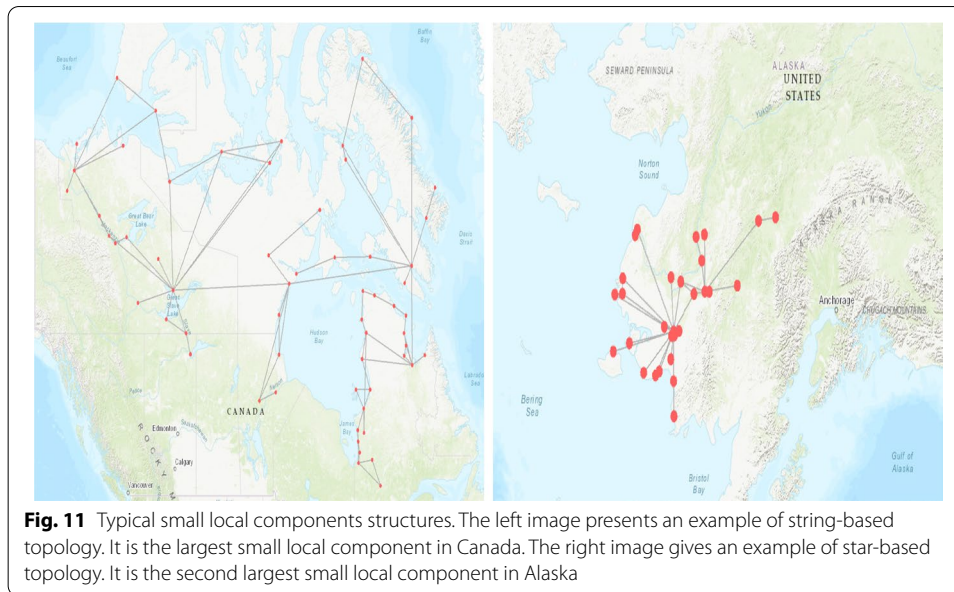 Beaufort
Sea
Baffin
Bay
Great Bear
Lake
Great
Slave
Lake
Davis
Strait
Hudson
Bay
Labrador
Sea
CANADA
James
Bay
Edmonton
Calgary
Vancouver
ROCKY M
SEWARD PENINSULA
ALASKA
UNITED
STATES
Yukon
Norton
Sound
ALASKA RANGE
Anchorage
CHUGACH MOUNTAINS
Bering
Sea
Bristol
Bay
Gulf of
Alaska
Fig. 11 Typical small local components structures. The left image presents an example of string-based
topology. It is the largest small local component in Canada. The right image gives an example of star-based
topology. It is the second largest small local component in Alaska